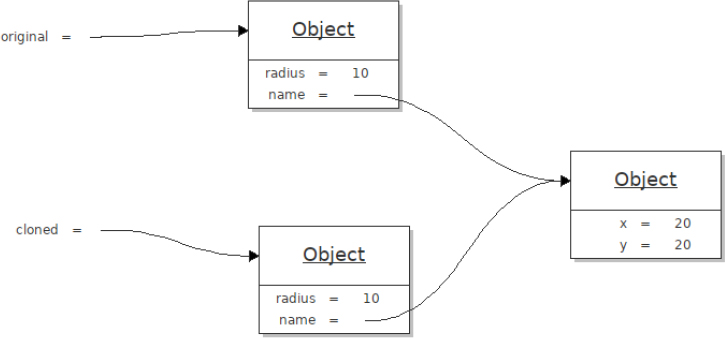 original =
Object
radius = 10
name =
Object
x = 20
y = 20
cloned =
Object
radius = 10
name =